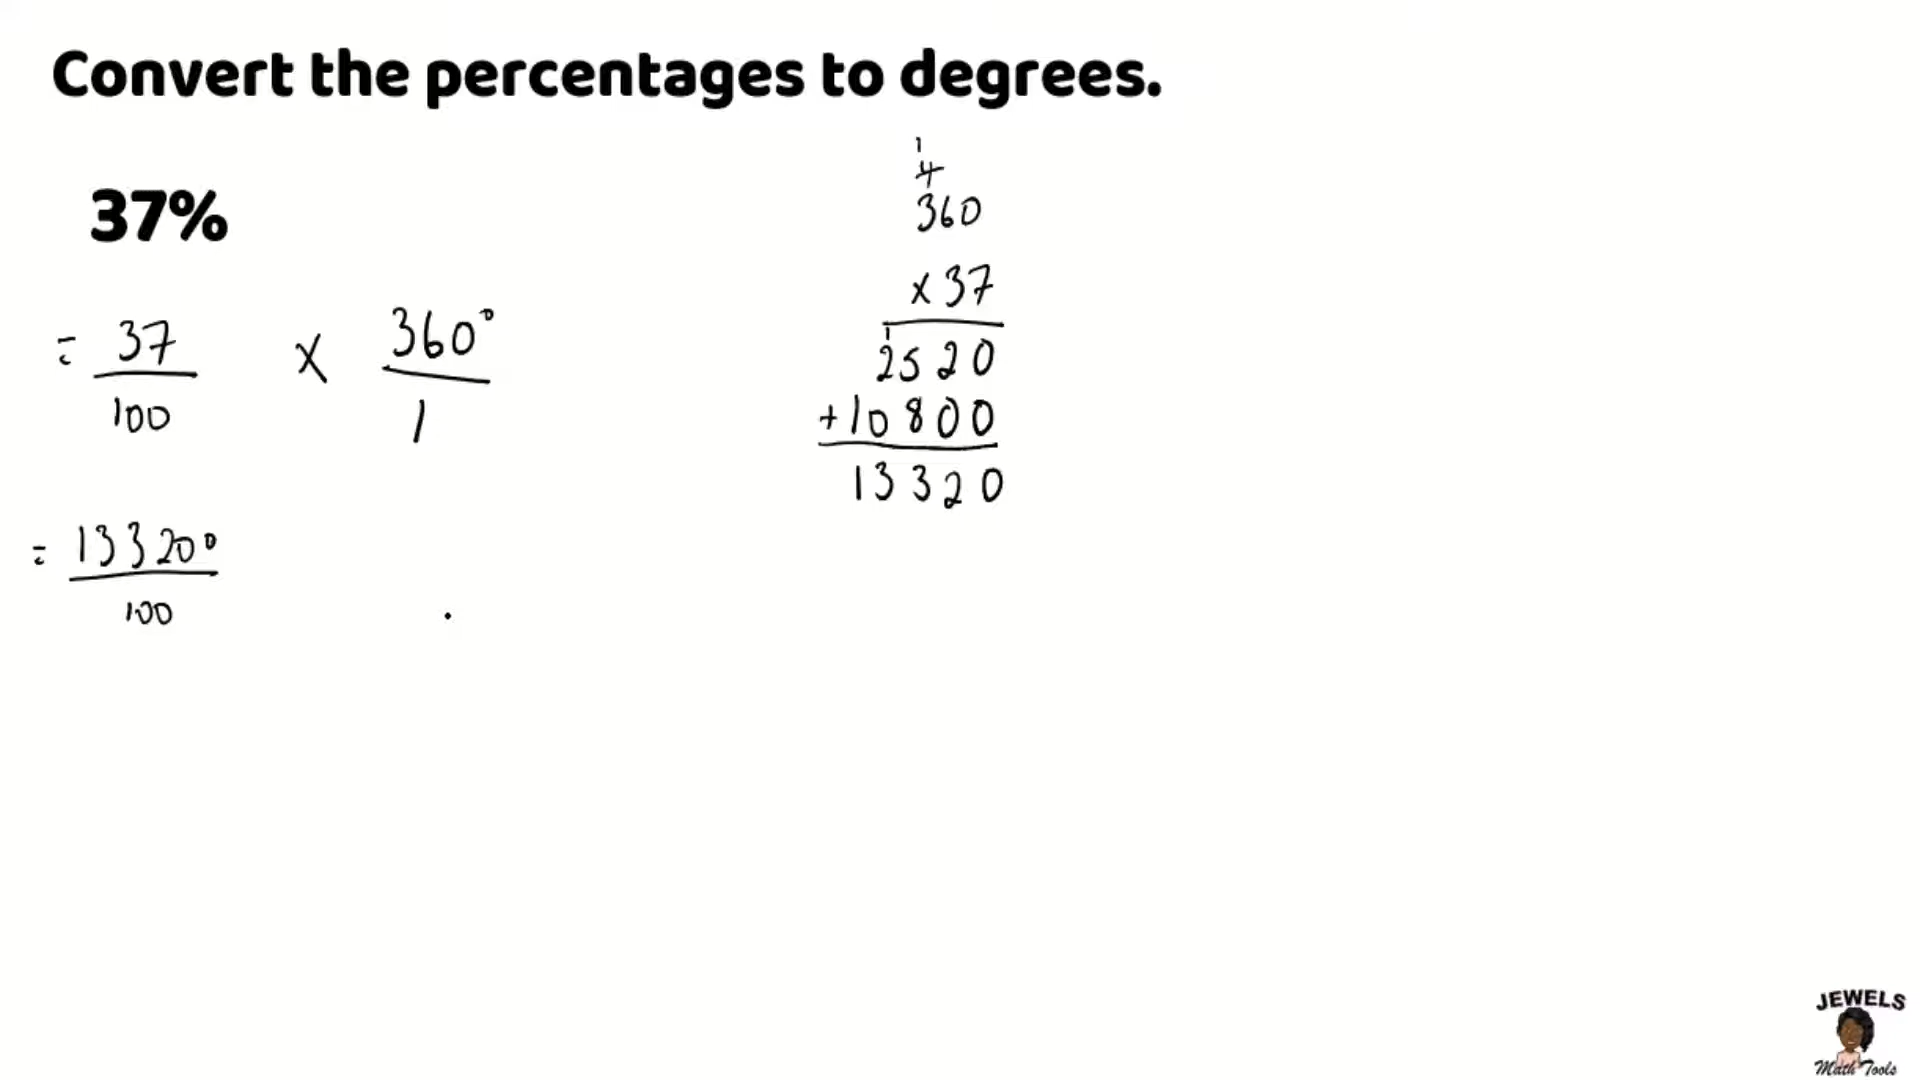 Convert the percentages to degrees.
37%
= 37/100 x 360°/1
= 13320°/100
1
4
360
x 37
1
2520
+10800
13320
JEWELS
Math Tools